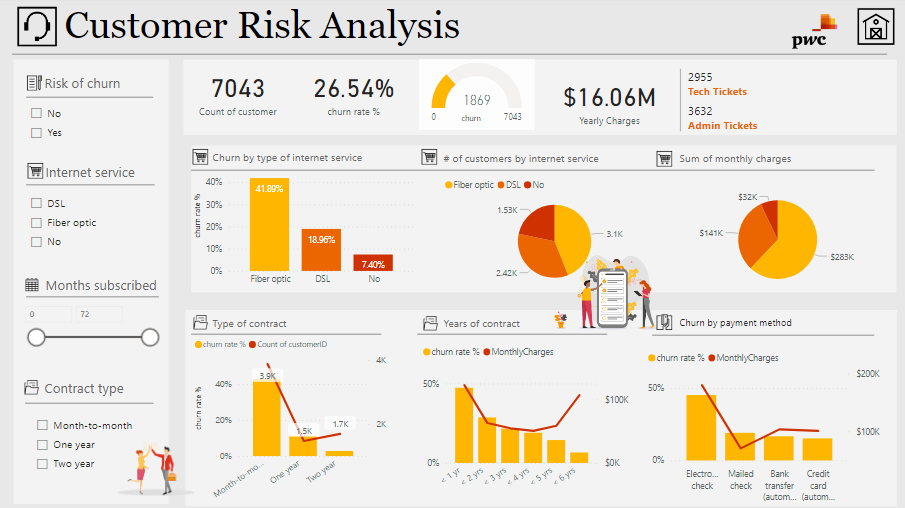 Customer Risk Analysis
pwc
Risk of churn
No
Yes
Internet service
DSL
Fiber optic
No
Months subscribed
0 72
Contract type
Month-to-month
One year
Two year
7043
Count of customer
26.54%
churn rate %
1869
0 churn 7043
$16.06M
Yearly Charges
2955
Tech Tickets
3632
Admin Tickets
Churn by type of internet service
churn rate %
40%
30%
20%
10%
0%
41.89%
18.96%
7.40%
Fiber optic DSL No
# of customers by internet service
Fiber optic DSL No
1.53K
3.1K
2.42K
Sum of monthly charges
$32K
$141K
$283K
Type of contract
churn rate % Count of customerID
churn rate %
40%
20%
0%
4K
2K
3.9K
1.5K
1.7K
Month-to-mo...
One year
Two year
Years of contract
churn rate % MonthlyCharges
50%
0%
$100K
$0K
< 1 yr
< 2 yrs
< 3 yrs
< 4 yrs
< 5 yrs
< 6 yrs
Churn by payment method
churn rate % MonthlyCharges
50%
0%
$200K
$100K
Electro... check
Mailed check
Bank transfer (autom...
Credit card (autom...